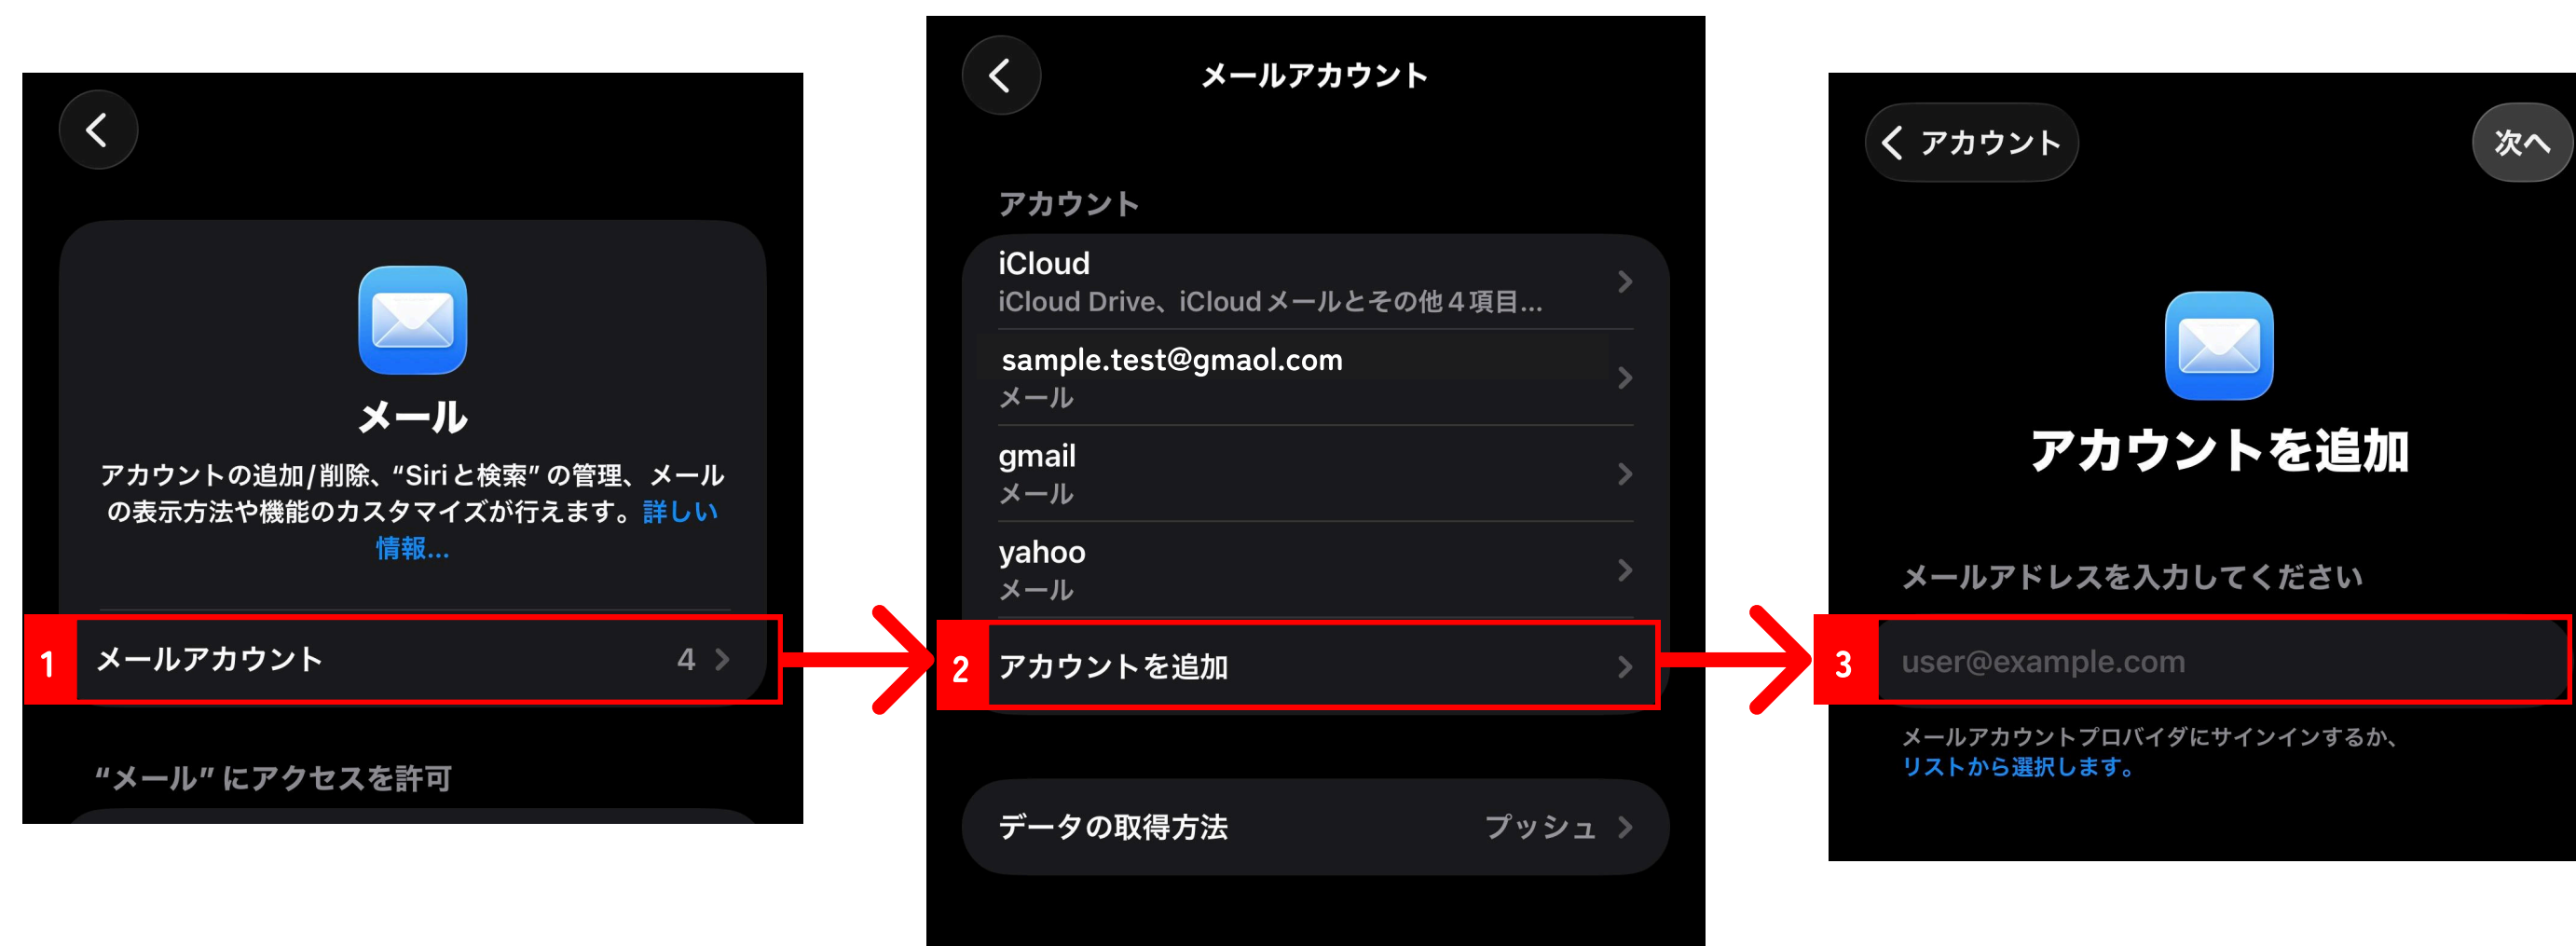 メール
アカウントの追加/削除、“Siriと検索”の管理、メール
の表示方法や機能のカスタマイズが行えます。詳しい
情報...
1
メールアカウント
4
“メール”にアクセスを許可
メールアカウント
アカウント
iCloud
iCloud Drive、iCloudメールとその他4項目...
sample.test@gmaol.com
メール
gmail
メール
yahoo
メール
2
アカウントを追加
データの取得方法
プッシュ
アカウント
次へ
アカウントを追加
メールアドレスを入力してください
3
user@example.com
メールアカウントプロバイダにサインインするか、
リストから選択します。